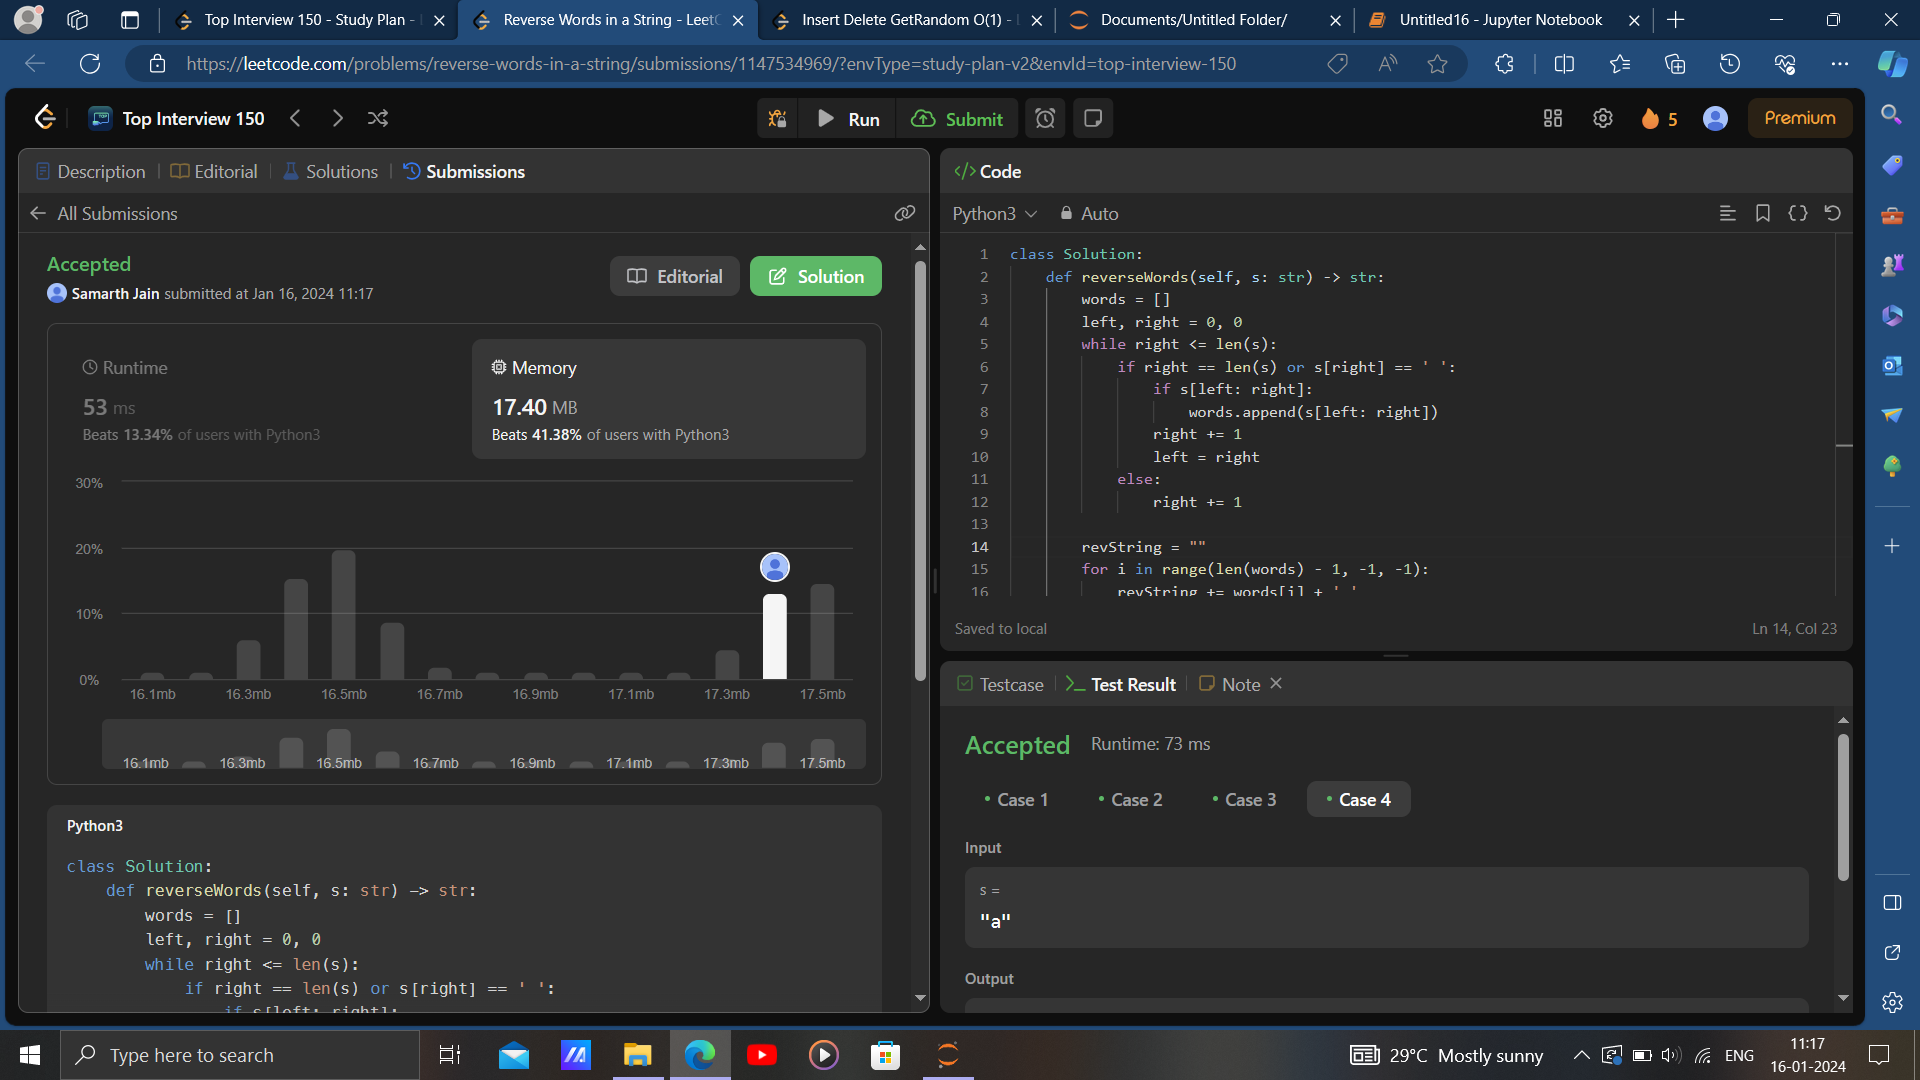 Top Interview 150 - Study Plan -
Reverse Words in a String - Leet
Insert Delete GetRandom O(1) -
Documents/Untitled Folder/
Untitled16 - Jupyter Notebook
https://leetcode.com/problems/reverse-words-in-a-string/submissions/1147534969/?envType=study-plan-v2&envId=top-interview-150
Top Interview 150
Run
Submit
5
Premium
Description
Editorial
Solutions
Submissions
All Submissions
Accepted
Samarth Jain submitted at Jan 16, 2024 11:17
Editorial
Solution
Runtime
53 ms
Beats 13.34% of users with Python3
Memory
17.40 MB
Beats 41.38% of users with Python3
30%
20%
10%
0%
16.1mb 16.3mb 16.5mb 16.7mb 16.9mb 17.1mb 17.3mb 17.5mb
16.1mb 16.3mb 16.5mb 16.7mb 16.9mb 17.1mb 17.3mb 17.5mb
Python3
class Solution:
    def reverseWords(self, s: str) -> str:
        words = []
        left, right = 0, 0
        while right <= len(s):
            if right == len(s) or s[right] == ' ':
                if s[left: right]:
</> Code
Python3
Auto
1 class Solution:
2     def reverseWords(self, s: str) -> str:
3         words = []
4         left, right = 0, 0
5         while right <= len(s):
6             if right == len(s) or s[right] == ' ':
7                 if s[left: right]:
8                     words.append(s[left: right])
9                 right += 1
10                 left = right
11             else:
12                 right += 1
13
14         revString = ""
15         for i in range(len(words) - 1, -1, -1):
16             revString += words[i] + ' '
Saved to local
Ln 14, Col 23
Testcase
Test Result
Note
Accepted
Runtime: 73 ms
Case 1
Case 2
Case 3
Case 4
Input
s =
"a"
Output
Type here to search
29°C Mostly sunny
ENG
11:17
16-01-2024